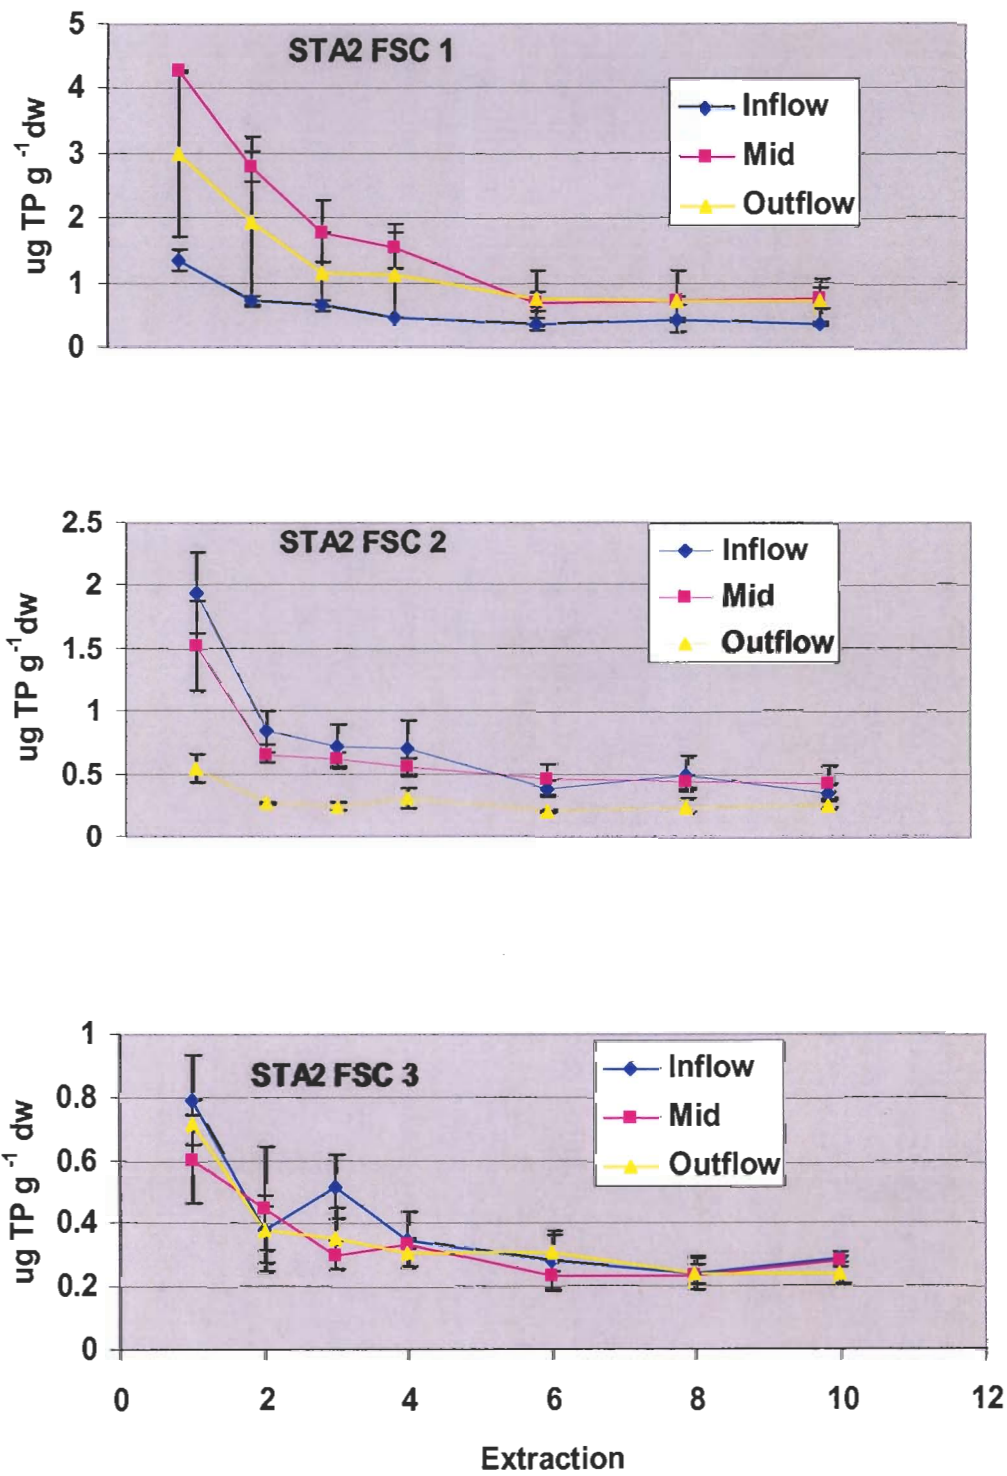 STA2 FSC 1
ug TP g -1 dw
5
4
3
2
1
0
Inflow
Mid
Outflow
STA2 FSC 2
ug TP g -1 dw
2.5
2
1.5
1
0.5
0
Inflow
Mid
Outflow
STA2 FSC 3
ug TP g -1 dw
1
0.8
0.6
0.4
0.2
0
Inflow
Mid
Outflow
0 2 4 6 8 10 12
Extraction